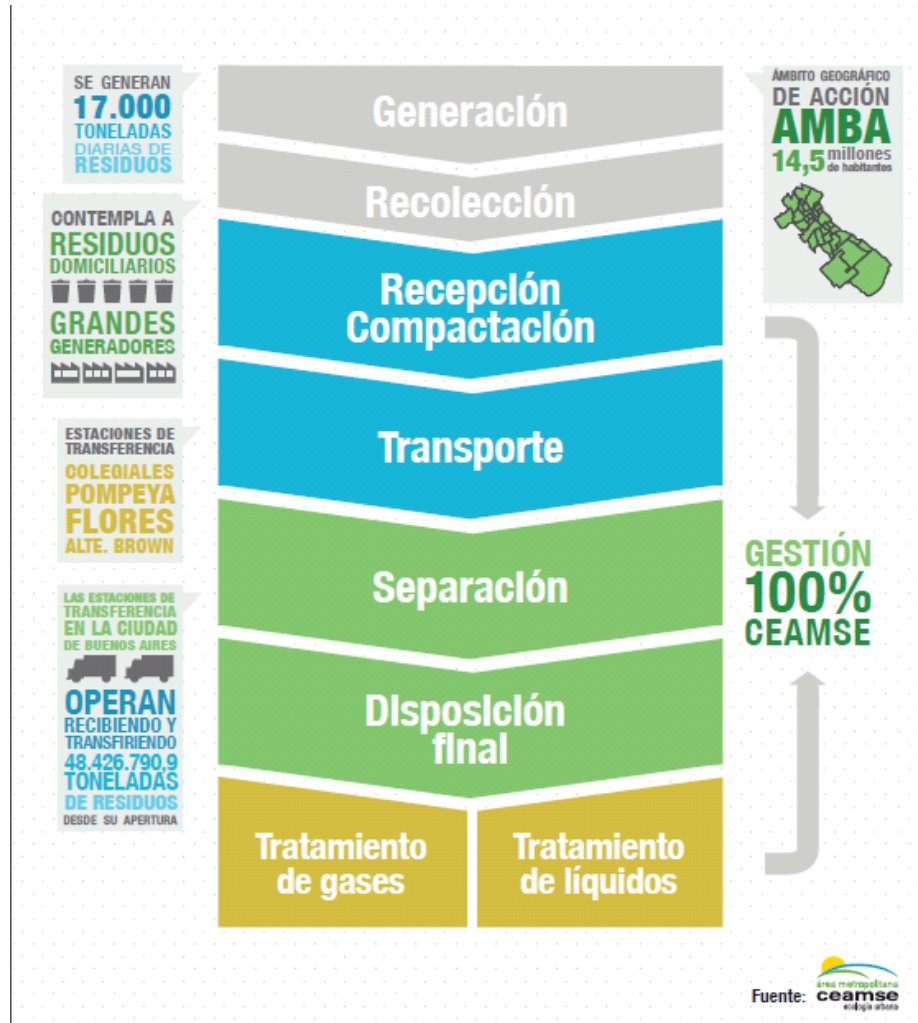 SE GENERAN
17.000
TONELADAS
DIARIAS DE
RESIDUOS
CONTEMPLA A
RESIDUOS
DOMICILIARIOS
GRANDES
GENERADORES
ESTACIONES DE
TRANSFERENCIA
COLEGIALES
POMPEYA
FLORES
ALTE. BROWN
LAS ESTACIONES DE
TRANSFERENCIA
EN LA CIUDAD
DE BUENOS AIRES
OPERAN
RECIBIENDO Y
TRANSFIRIENDO
48.426.790,9
TONELADAS
DE RESIDUOS
DESDE SU APERTURA
Generación
Recolección
Recepción
Compactación
Transporte
Separación
Disposición
final
Tratamiento
de gases
Tratamiento
de líquidos
ÁMBITO GEOGRÁFICO
DE ACCIÓN
AMBA
14,5 millones
de habitantes
GESTIÓN
100%
CEAMSE
Fuente:
área metropolitana
ceamse
ecología urbana